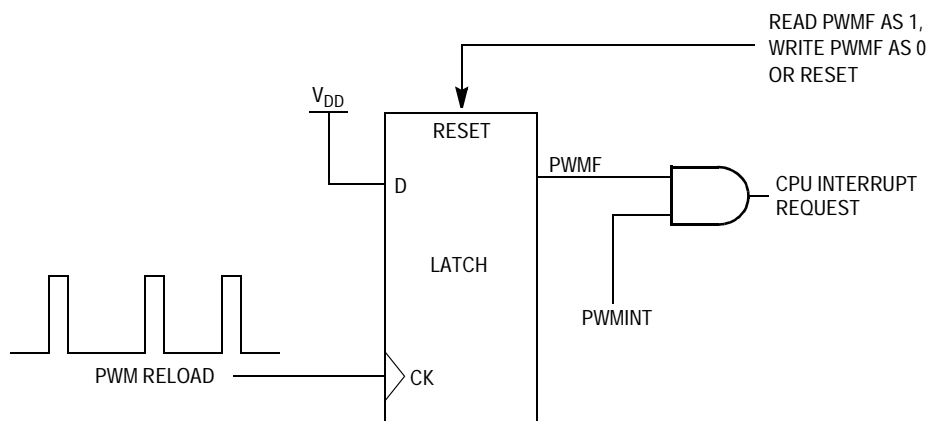 READ PWMF AS 1,
WRITE PWMF AS 0
OR RESET
VDD
RESET
PWMF
D
CPU INTERRUPT
REQUEST
LATCH
PWMINT
PWM RELOAD
CK